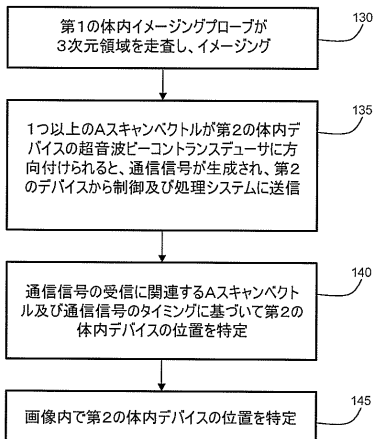 第1の体内イメージングプローブが
3次元領域を走査し、イメージング
130
1つ以上のAスキャンベクトルが第2の体内デ
バイスの超音波ビーコントランスデューサに方
向付けられると、通信信号が生成され、第2
のデバイスから制御及び処理システムに送信
135
通信信号の受信に関連するAスキャンベクト
ル及び通信信号のタイミングに基づいて第2の
体内デバイスの位置を特定
140
画像内で第2の体内デバイスの位置を特定
145